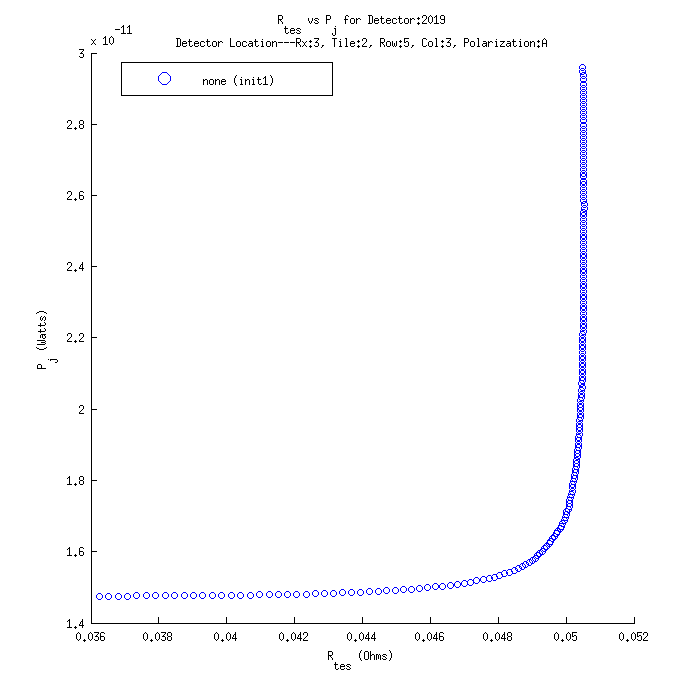 R_tes vs P_j for Detector:2019
Detector Location---Rx:3, Tile:2, Row:5, Col:3, Polarization:A
x 10^-11
none (init1)
3
2.8
2.6
2.4
2.2
2
1.8
1.6
1.4
P_j (Watts)
0.036 0.038 0.04 0.042 0.044 0.046 0.048 0.05 0.052
R_tes (Ohms)